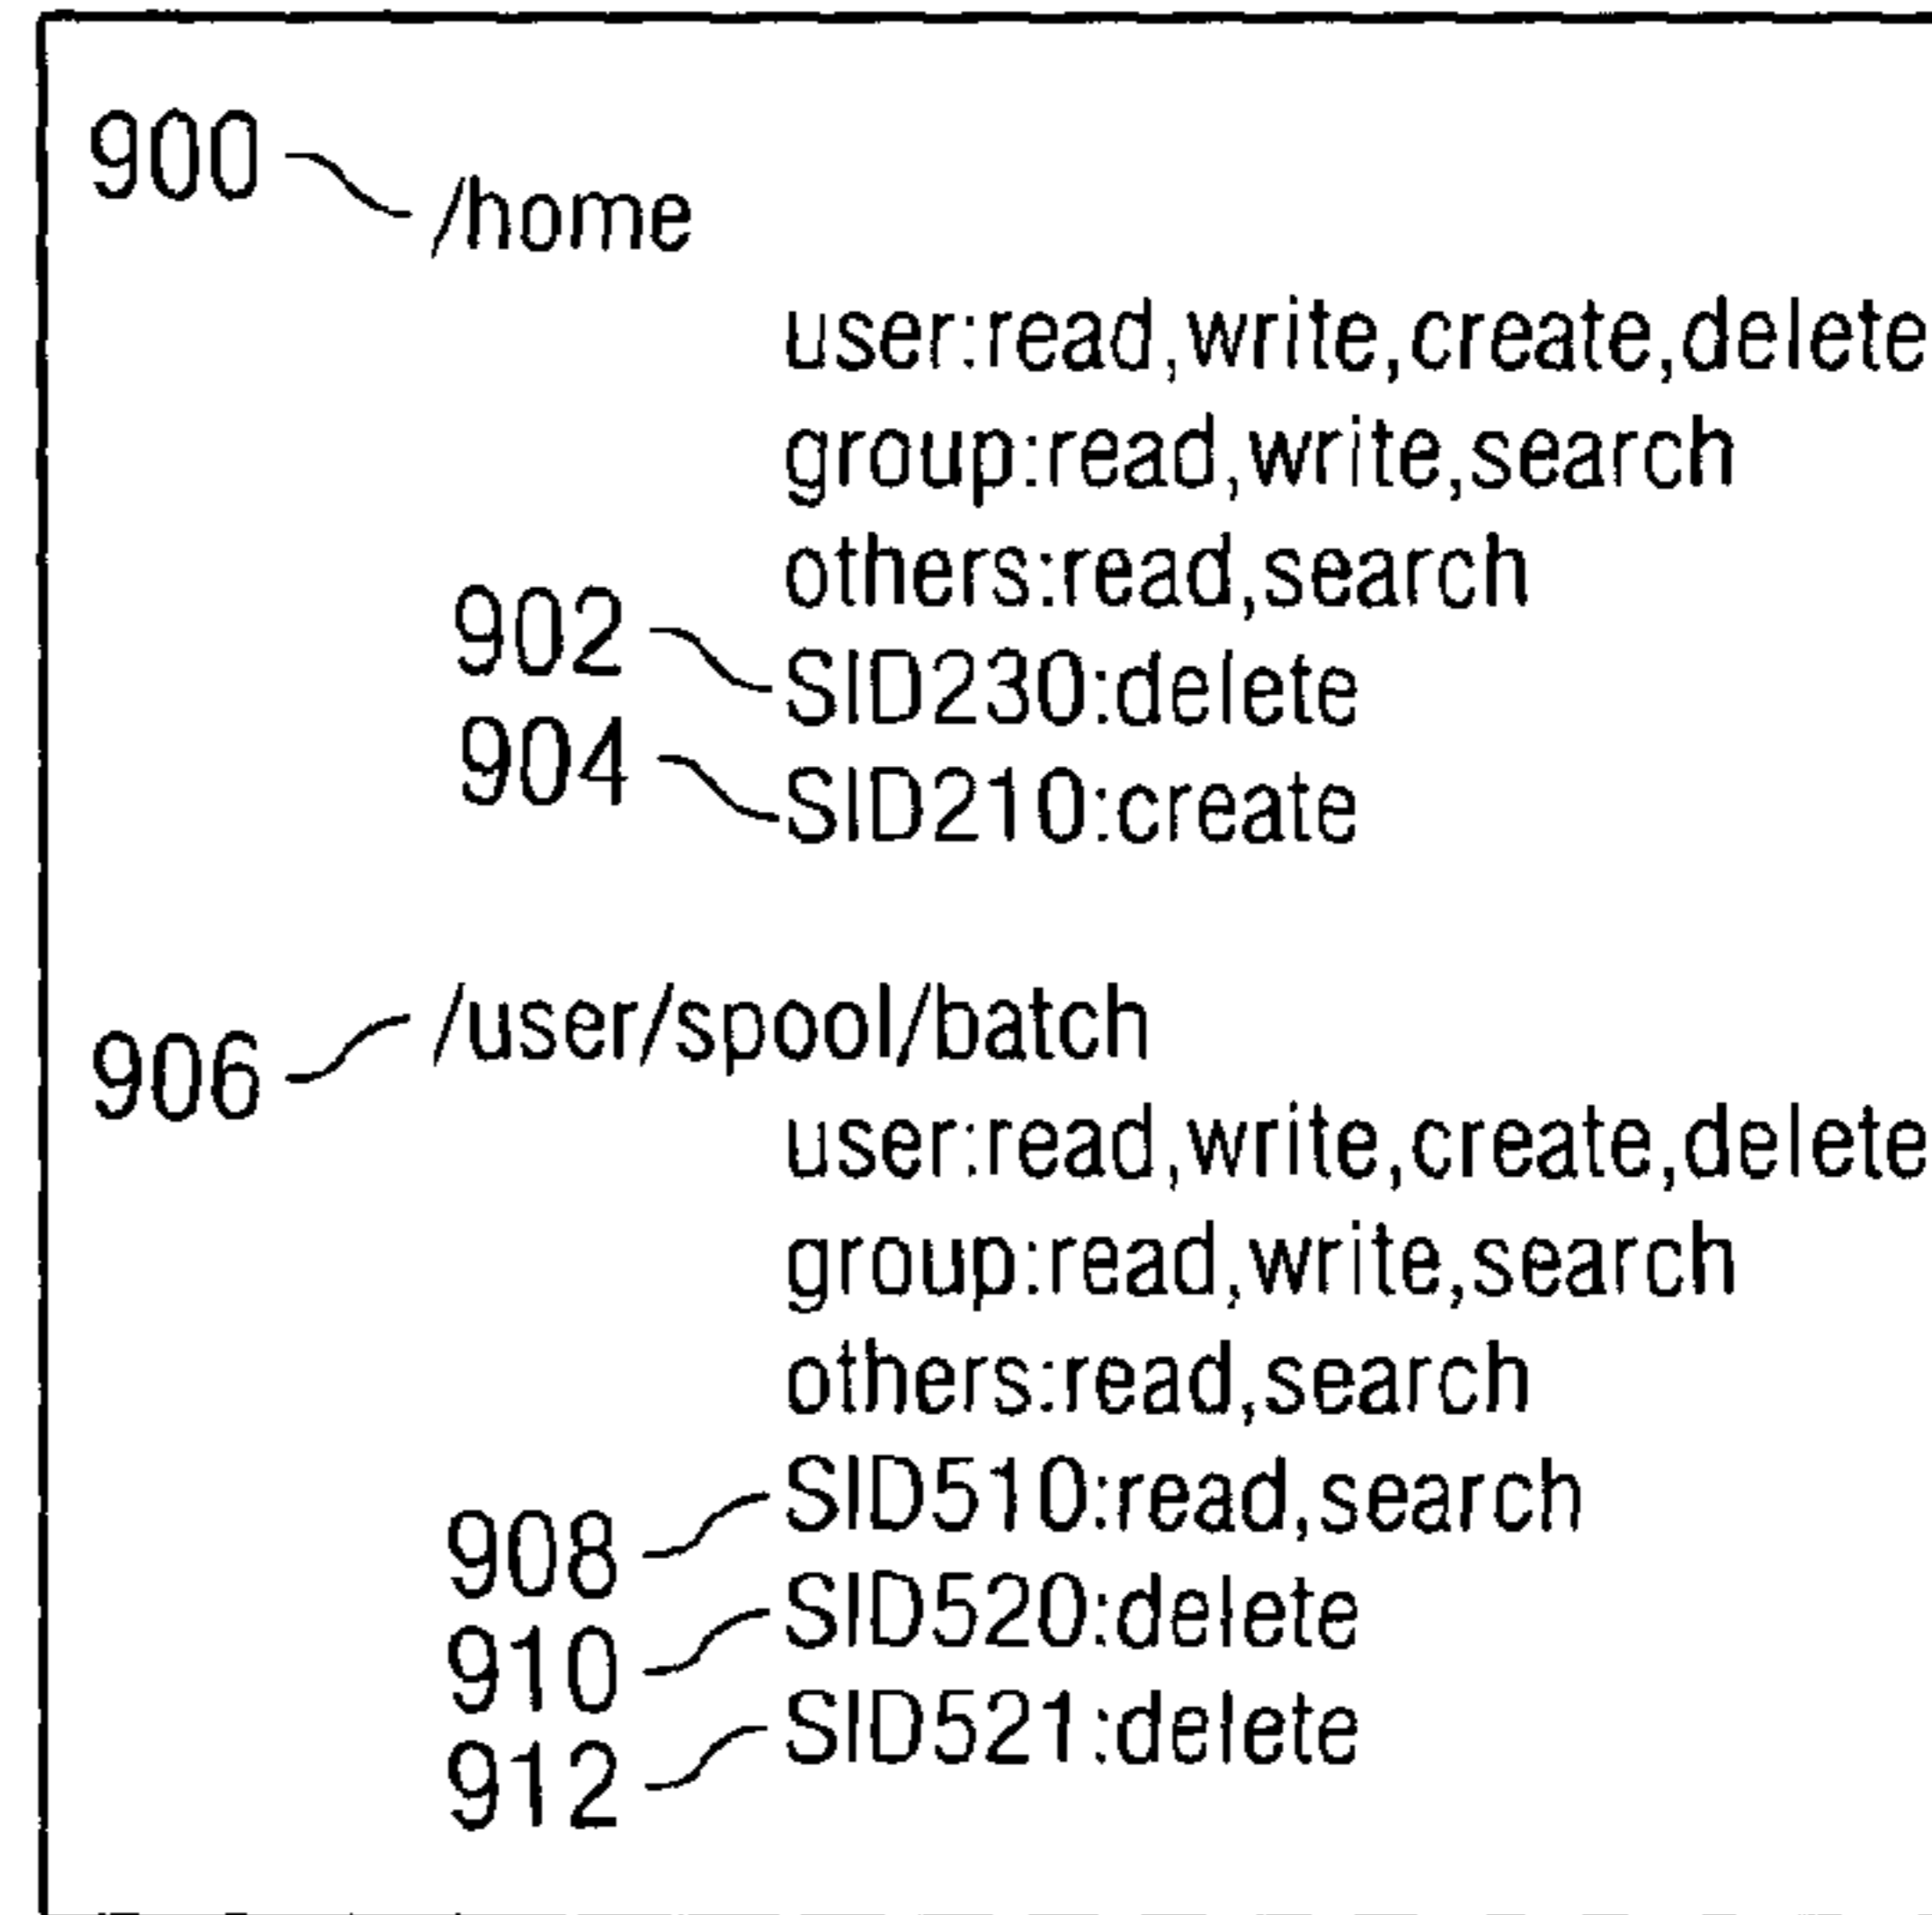 900
/home
user:read,write,create,delete
group:read,write,search
others:read,search
902
SID230:delete
904
SID210:create
/user/spool/batch
906
user:read,write,create,delete
group:read,write,search
others:read,search
SID510:read,search
908
SID520:delete
910
SID521:delete
912